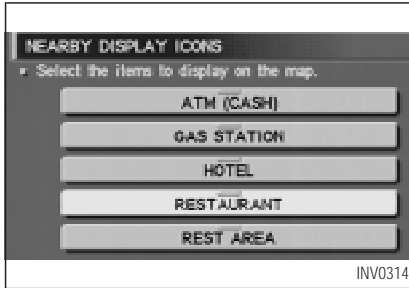 NEARBY DISPLAY ICONS
Select the items to display on the map.
ATM (CASH)
GAS STATION
HOTEL
RESTAURANT
REST AREA
INV0314